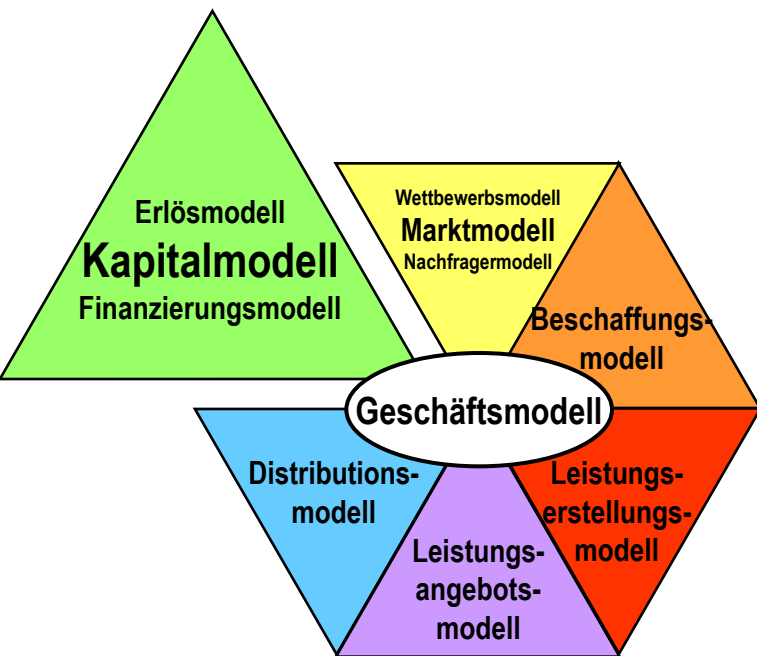 Erlösmodell
Kapitalmodell
Finanzierungsmodell
Wettbewerbsmodell
Marktmodell
Nachfragermodell
Beschaffungs-
modell
Geschäftsmodell
Distributions-
modell
Leistungs-
angebots-
modell
Leistungs-
erstellungs-
modell